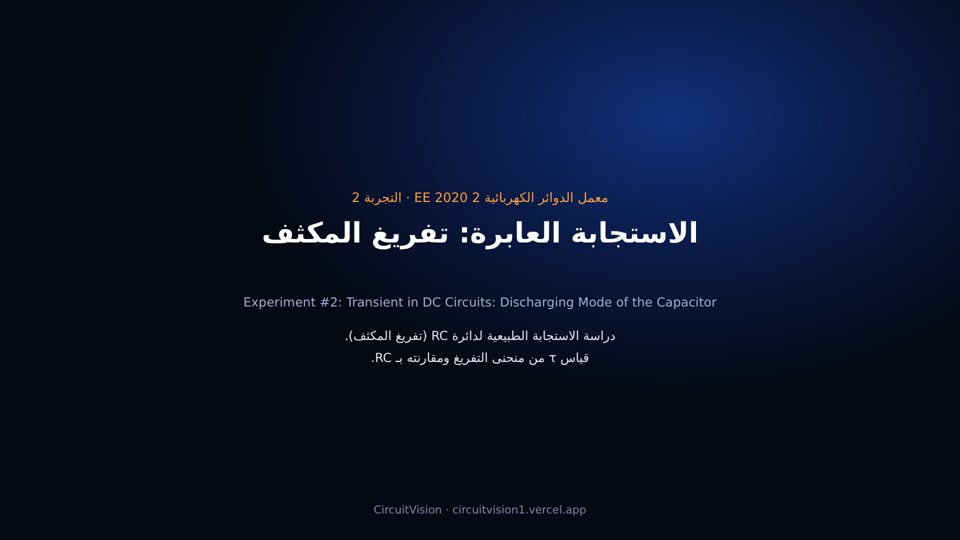 معمل الدوائر الكهربائية 2 EE 2020 · التجربة 2
الاستجابة العابرة: تفريغ المكثف
Experiment #2: Transient in DC Circuits: Discharging Mode of the Capacitor
دراسة الاستجابة الطبيعية لدائرة RC (تفريغ المكثف).
قياس τ من منحنى التفريغ ومقارنته بـ RC.
CircuitVision · circuitvision1.vercel.app